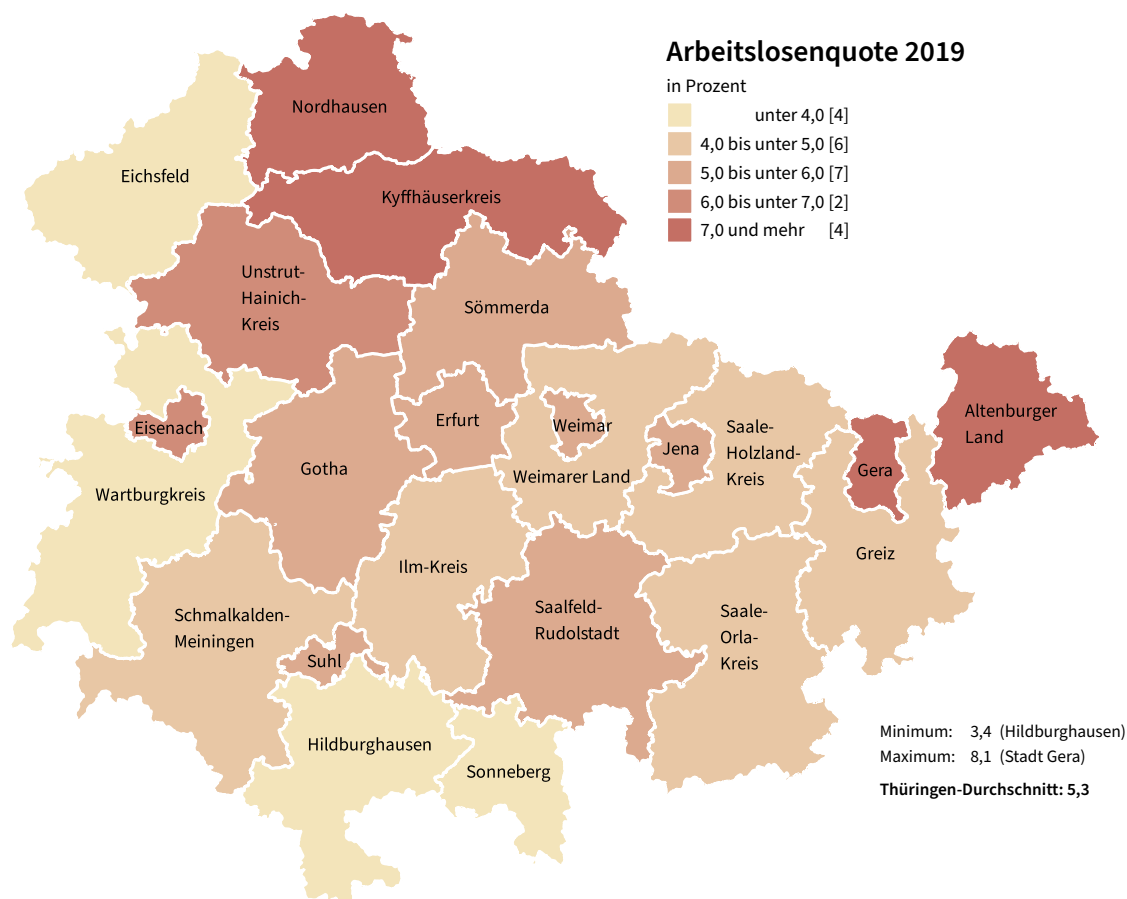 Arbeitslosenquote 2019
in Prozent
unter 4,0 [4]
4,0 bis unter 5,0 [6]
5,0 bis unter 6,0 [7]
6,0 bis unter 7,0 [2]
7,0 und mehr [4]
Nordhausen
Eichsfeld
Kyffhäuserkreis
Unstrut-
Hainich-
Kreis
Sömmerda
Eisenach
Erfurt
Weimar
Altenburger
Land
Gotha
Jena
Saale-
Holzland-
Kreis
Gera
Wartburgkreis
Weimarer Land
Ilm-Kreis
Greiz
Schmalkalden-
Meiningen
Saalfeld-
Rudolstadt
Saale-
Orla-
Kreis
Suhl
Hildburghausen
Sonneberg
Minimum: 3,4 (Hildburghausen)
Maximum: 8,1 (Stadt Gera)
Thüringen-Durchschnitt: 5,3